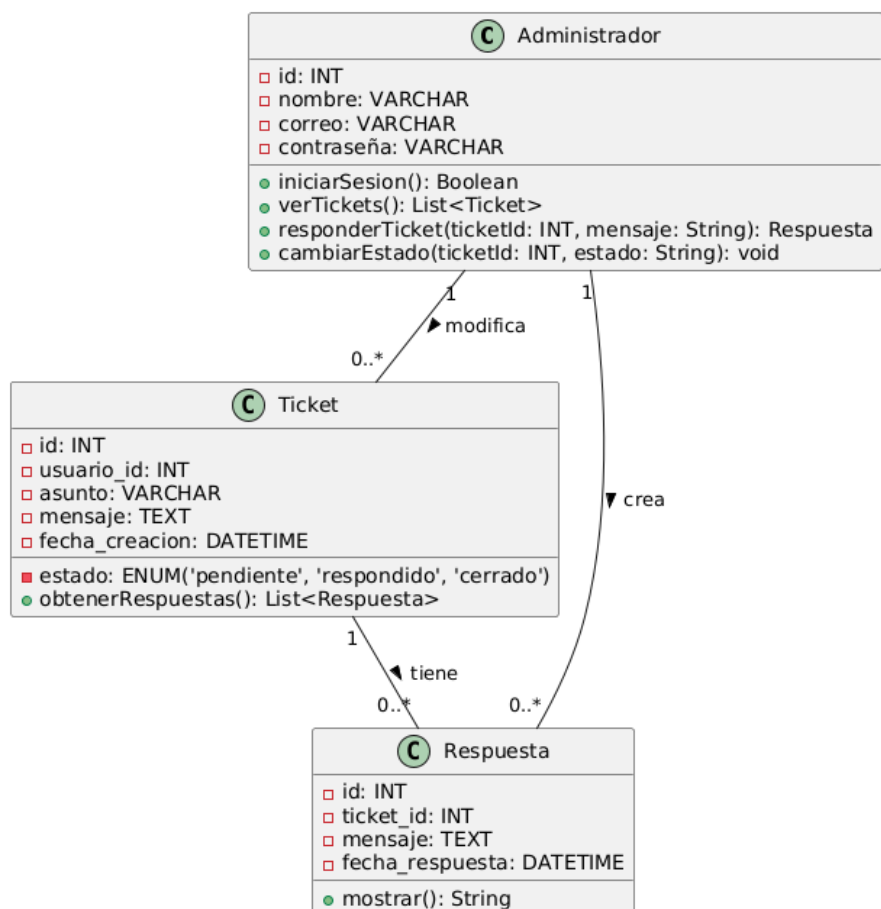 C Administrador
id: INT
nombre: VARCHAR
correo: VARCHAR
contraseña: VARCHAR
iniciarSesion(): Boolean
verTickets(): List<Ticket>
responderTicket(ticketId: INT, mensaje: String): Respuesta
cambiarEstado(ticketId: INT, estado: String): void
1
1
modifica
0..*
C Ticket
id: INT
usuario_id: INT
asunto: VARCHAR
mensaje: TEXT
fecha_creacion: DATETIME
estado: ENUM('pendiente', 'respondido', 'cerrado')
obtenerRespuestas(): List<Respuesta>
crea
1
tiene
0..*
0..*
C Respuesta
id: INT
ticket_id: INT
mensaje: TEXT
fecha_respuesta: DATETIME
mostrar(): String